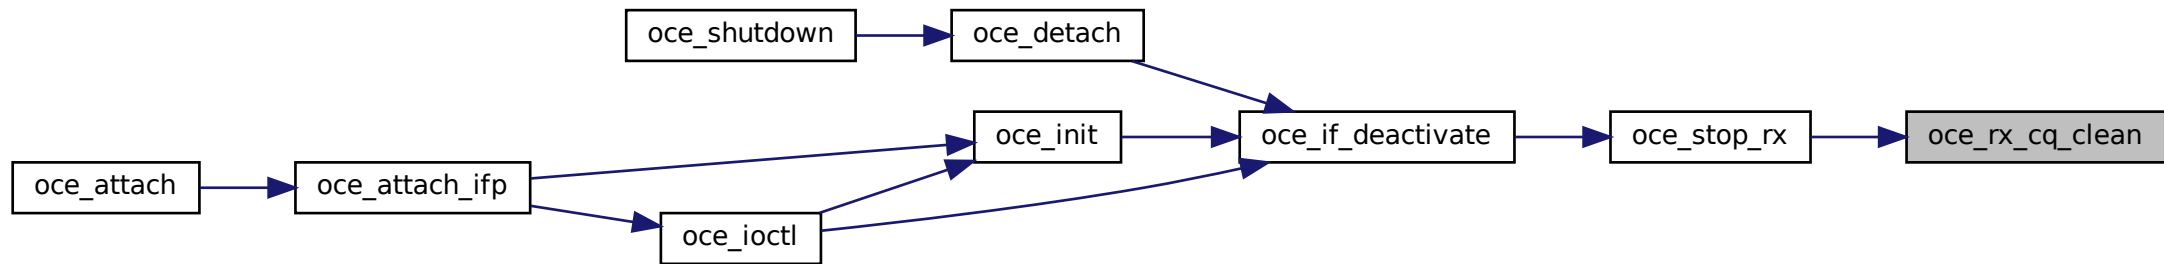 oce_shutdown
oce_detach
oce_init
oce_if_deactivate
oce_stop_rx
oce_rx_cq_clean
oce_attach
oce_attach_ifp
oce_ioctl